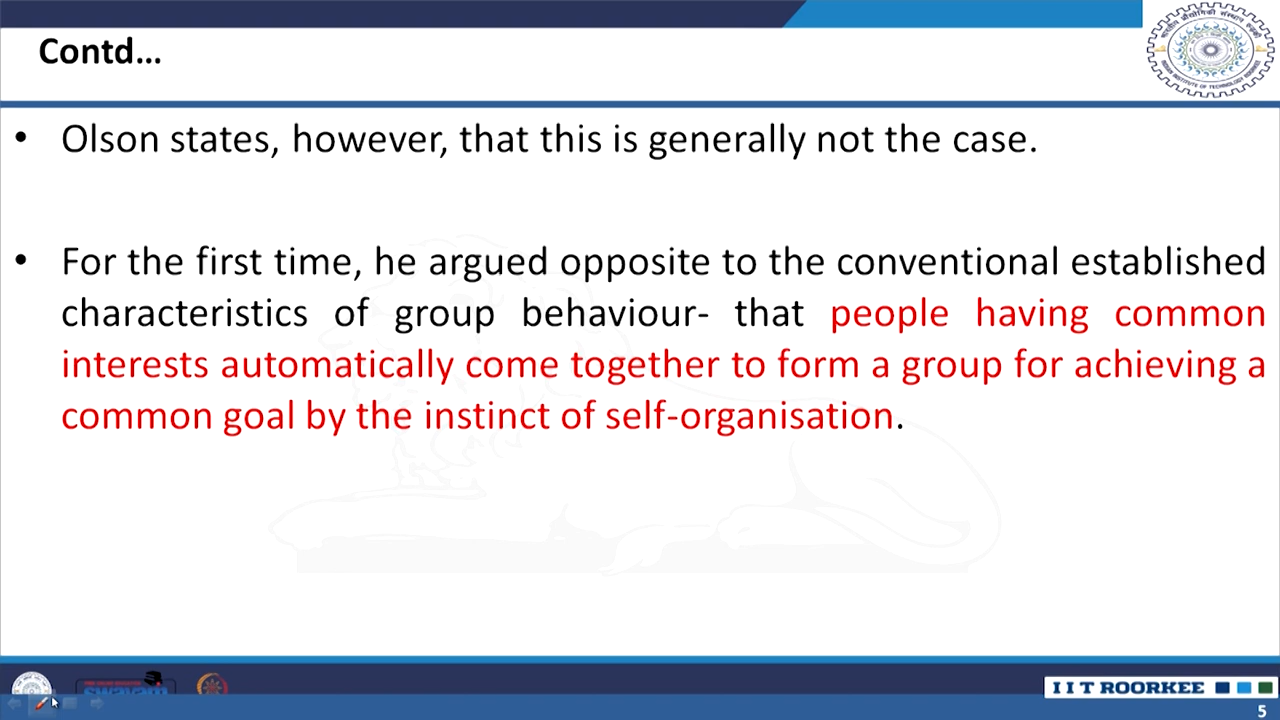 Contd...
• Olson states, however, that this is generally not the case.
• For the first time, he argued opposite to the conventional established
characteristics of group behaviour- that people having common
interests automatically come together to form a group for achieving a
common goal by the instinct of self-organisation.
swayam
IIT ROORKEE
5